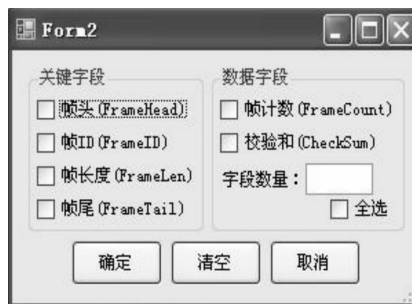 Form2
关键字段
帧头(FrameHead)
帧ID(FrameID)
帧长度(FrameLen)
帧尾(FrameTail)
数据字段
帧计数(FrameCount)
校验和(CheckSum)
字段数量：
全选
确定 清空 取消